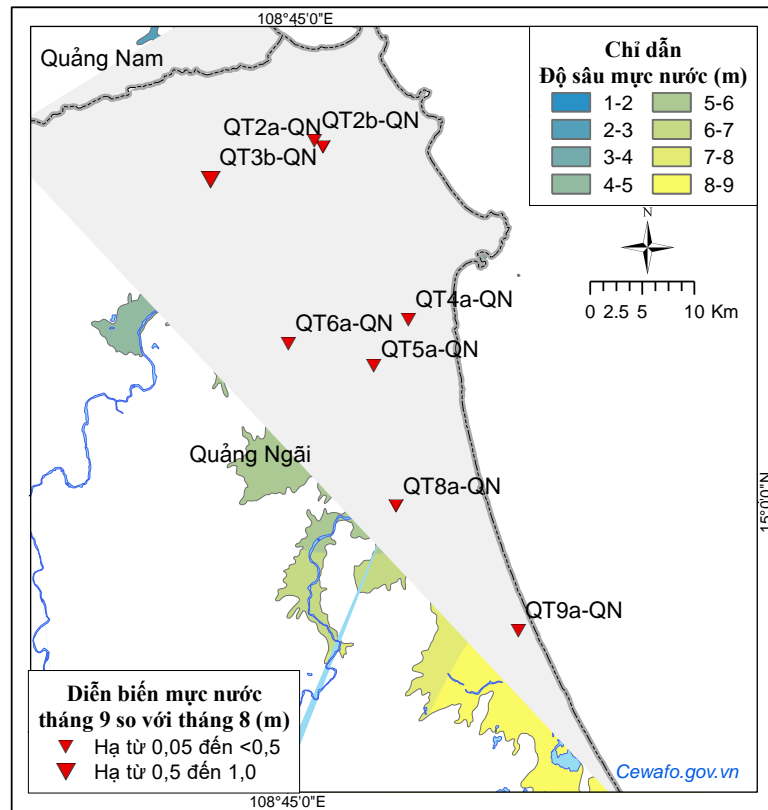 108°45'0"E
Quảng Nam
Chỉ dẫn
Độ sâu mực nước (m)
1-2
2-3
3-4
4-5
5-6
6-7
7-8
8-9
QT2a-QN
QT2b-QN
QT3b-QN
N
0 2.5 5 10 Km
QT4a-QN
QT6a-QN
QT5a-QN
Quảng Ngãi
QT8a-QN
15°0'0"N
QT9a-QN
Diễn biến mực nước
tháng 9 so với tháng 8 (m)
Hạ từ 0,05 đến <0,5
Hạ từ 0,5 đến 1,0
Cewafo.gov.vn
108°45'0"E